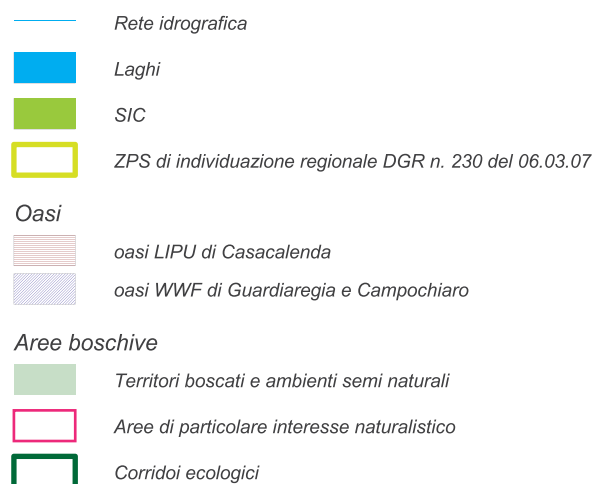 Rete idrografica
Laghi
SIC
ZPS di individuazione regionale DGR n. 230 del 06.03.07
Oasi
oasi LIPU di Casacalenda
oasi WWF di Guardiaregia e Campochiaro
Aree boschive
Territori boscati e ambienti semi naturali
Aree di particolare interesse naturalistico
Corridoi ecologici